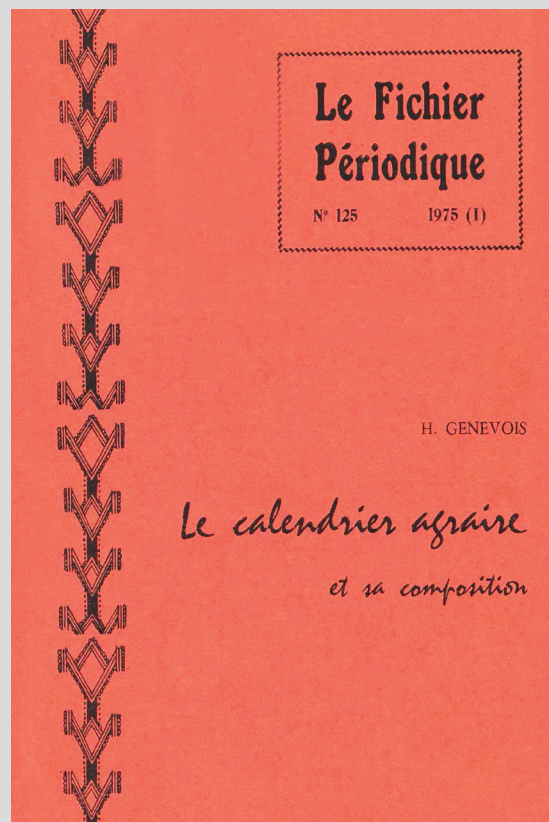 Le Fichier
Périodique
N° 125 1975 (I)
H. GENEVOIS
Le calendrier agraire
et sa composition